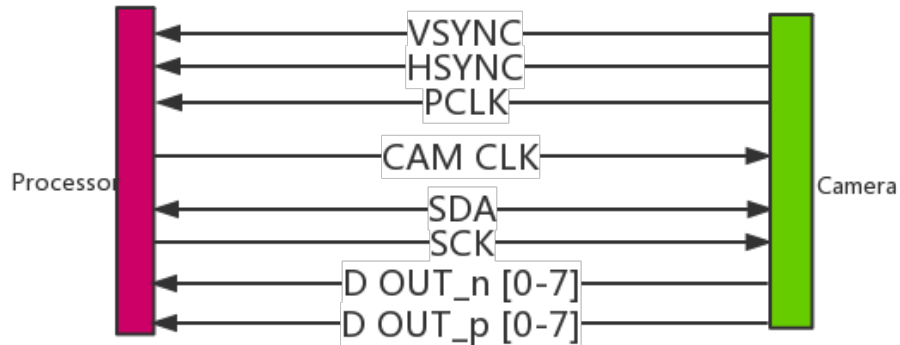 VSYNC
HSYNC
PCLK
CAM CLK
Processor
Camera
SDA
SCK
D OUT_n [0-7]
D OUT_p [0-7]